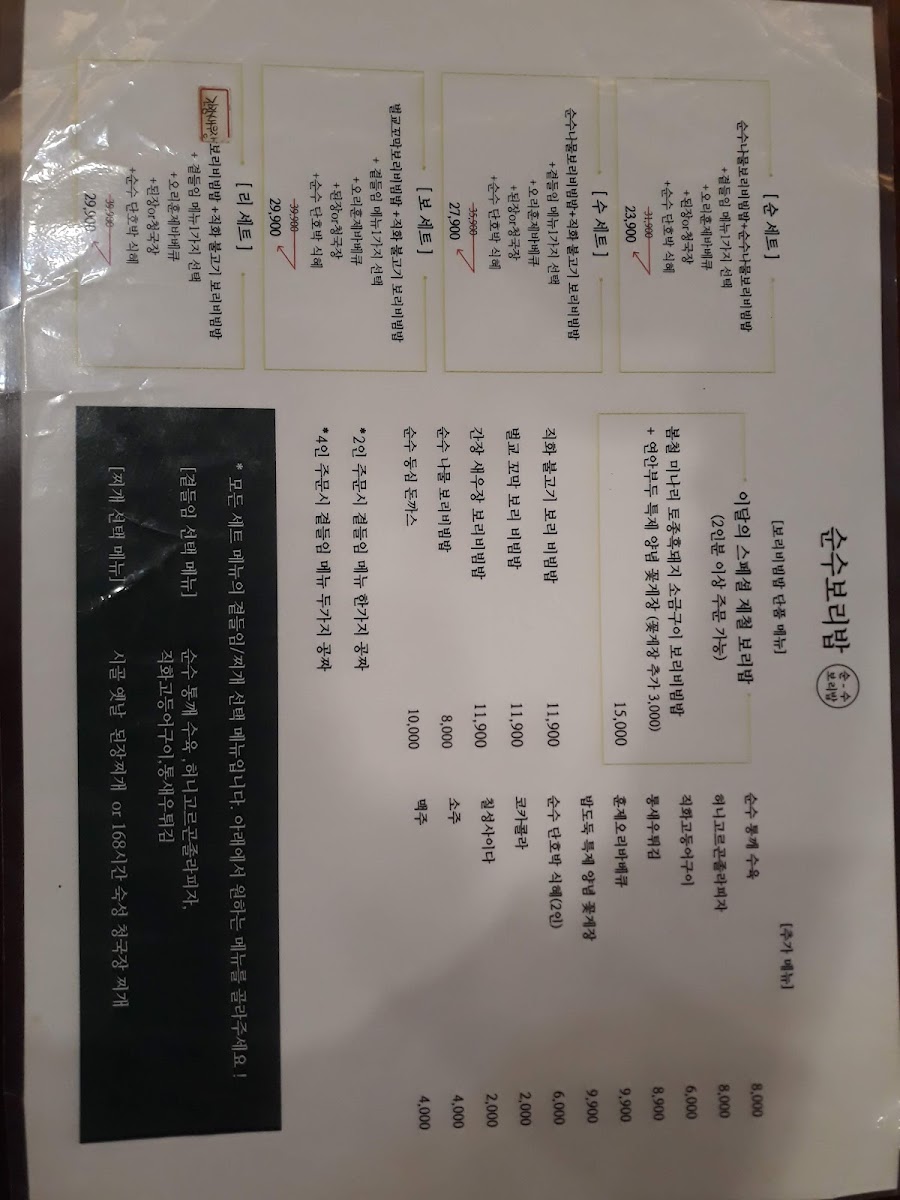 순수보리밥
순-수
보리밥
[보리비빔밥 단품 메뉴]
이달의 스페셜 제철 보리밥
(2인분 이상 주문 가능)
봄철 미나리 토종흑돼지 소금구이 보리비빔밥
+ 연안부두 특제 양념 꽃게장 (꽃게장 추가 3,000)
15,000
직화 불고기 보리 비빔밥 11,900
벌교 꼬막 보리 비빔밥 11,900
간장 새우장 보리비빔밥 11,900
순수 나물 보리비빔밥 8,000
순수 등심 돈까스 10,000
*2인 주문시 곁들임 메뉴 한가지 공짜
*4인 주문시 곁들임 메뉴 두가지 공짜
[추가 메뉴]
순수 통깨 수육 8,000
허니고르곤졸라피자 8,000
직화고등어구이 6,000
통새우튀김 8,900
훈제오리바베큐 9,900
밥도둑 특제 양념 꽃게장 9,900
순수 단호박 식혜(2인) 6,000
코카콜라 2,000
칠성사이다 2,000
소주 4,000
맥주 4,000
[순 세트]
순수나물보리비빔밥+순수나물보리비빔밥
+곁들임 메뉴1가지 선택
+오리훈제바베큐
+된장or청국장
+순수 단호박 식혜
31,900
23,900
[수 세트]
순수나물보리비빔밥+직화 불고기 보리비빔밥
+곁들임 메뉴1가지 선택
+오리훈제바베큐
+된장or청국장
+순수 단호박 식혜
35,900
27,900
[보 세트]
벌교꼬막보리비빔밥 +직화 불고기 보리비빔밥
+ 곁들임 메뉴1가지 선택
+오리훈제바베큐
+된장or청국장
+순수 단호박 식혜
39,900
29,900
[리 세트]
보리비빔밥 +직화 불고기 보리비빔밥
+ 곁들임 메뉴1가지 선택
+오리훈제바베큐
+된장or청국장
+순수 단호박 식혜
39,900
29,900
* 모든 세트 메뉴의 곁들임/찌개 선택 메뉴입니다. 아래에서 원하는 메뉴를 골라주세요!
[곁들임 선택 메뉴] 순수 통깨 수육, 허니고르곤졸라피자,
직화고등어구이,통새우튀김
[찌개 선택 메뉴] 시골 옛날 된장찌개 or 168시간 숙성 청국장 찌개